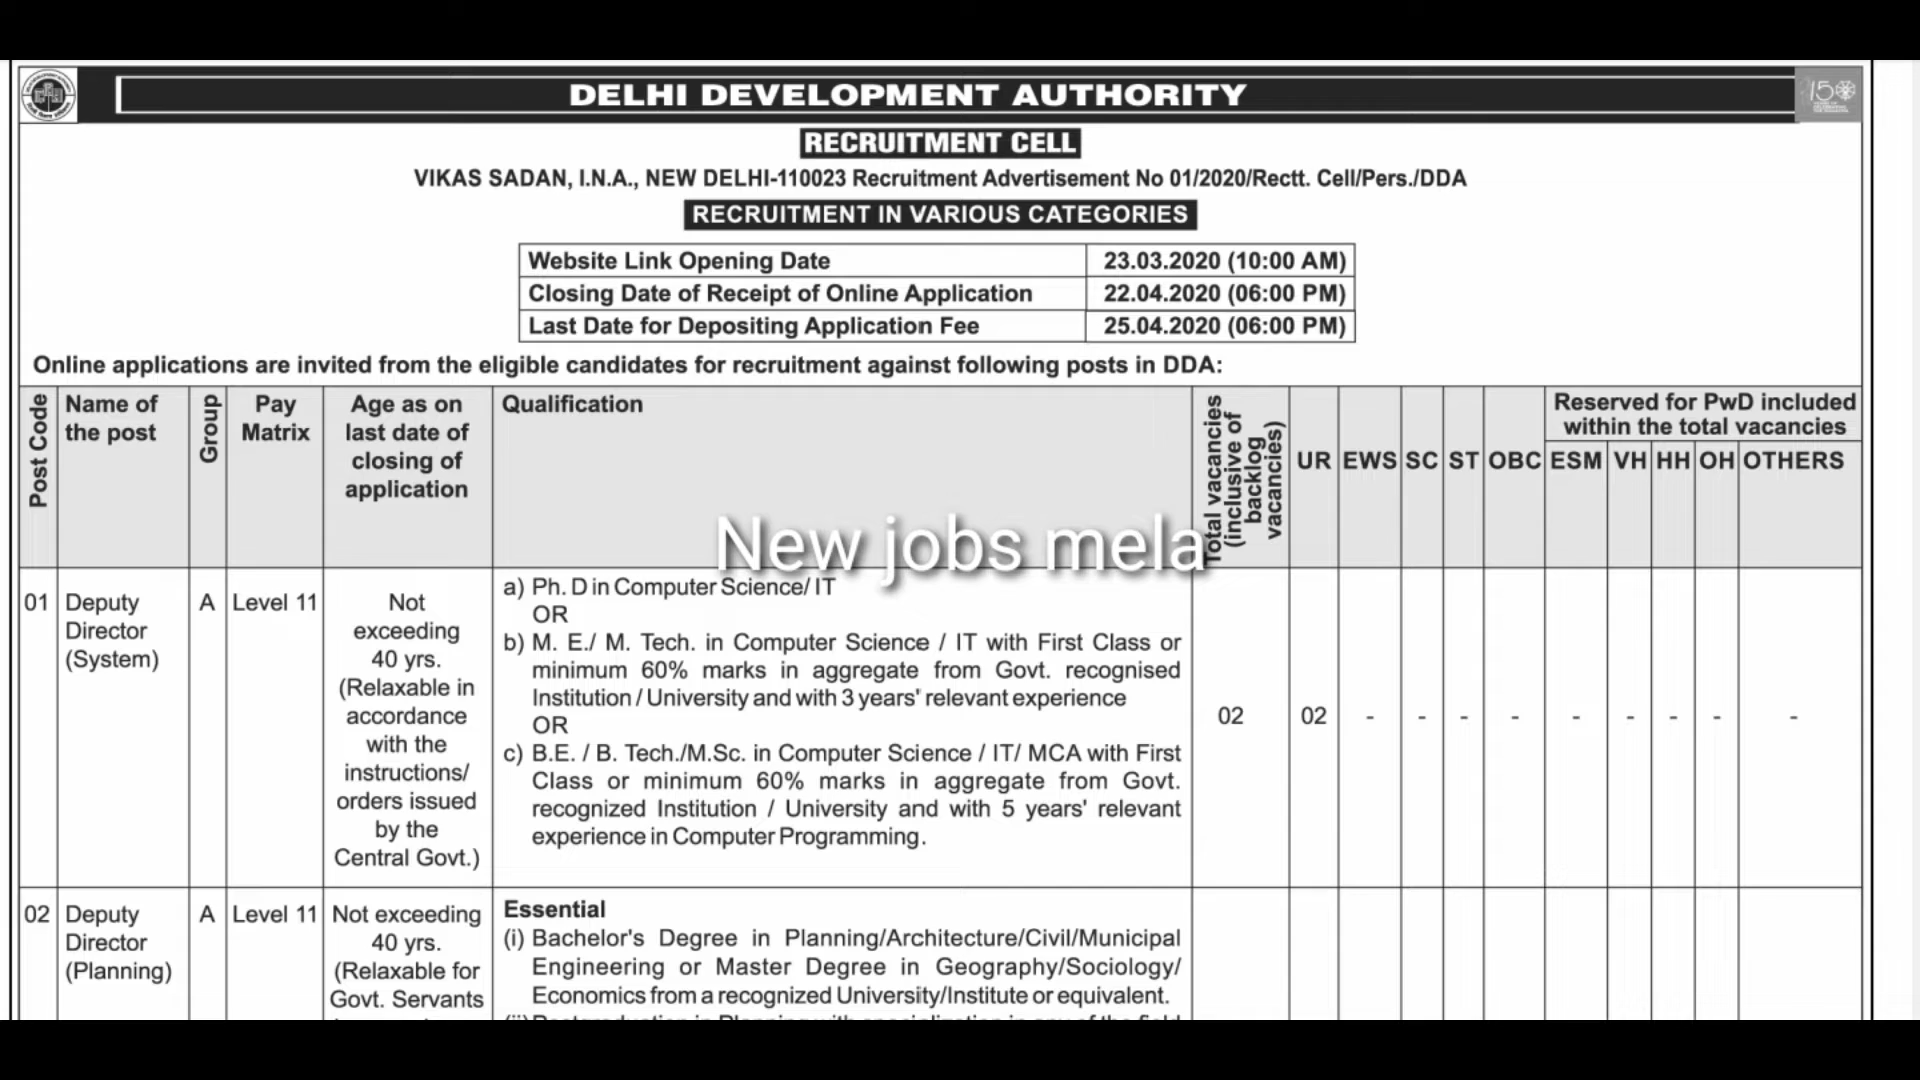 DELHI DEVELOPMENT AUTHORITY
150
RECRUITMENT CELL
VIKAS SADAN, I.N.A., NEW DELHI-110023 Recruitment Advertisement No 01/2020/Rectt. Cell/Pers./DDA
RECRUITMENT IN VARIOUS CATEGORIES
Website Link Opening Date 23.03.2020 (10:00 AM)
Closing Date of Receipt of Online Application 22.04.2020 (06:00 PM)
Last Date for Depositing Application Fee 25.04.2020 (06:00 PM)
Online applications are invited from the eligible candidates for recruitment against following posts in DDA:
Post Code
Name of
the post
Group
Pay
Matrix
Age as on
last date of
closing of
application
Qualification
Total vacancies
(inclusive of
backlog
vacancies)
UR EWS SC ST OBC
Reserved for PwD included
within the total vacancies
ESM VH HH OH OTHERS
New jobs mela
01
Deputy
Director
(System)
A
Level 11
Not
exceeding
40 yrs.
(Relaxable in
accordance
with the
instructions/
orders issued
by the
Central Govt.)
a) Ph. D in Computer Science/ IT
OR
b) M. E./ M. Tech. in Computer Science / IT with First Class or
minimum 60% marks in aggregate from Govt. recognised
Institution / University and with 3 years' relevant experience
OR
c) B.E. / B. Tech./M.Sc. in Computer Science / IT/ MCA with First
Class or minimum 60% marks in aggregate from Govt.
recognized Institution / University and with 5 years' relevant
experience in Computer Programming.
02 02 - - - - - - - - -
02
Deputy
Director
(Planning)
A
Level 11
Not exceeding
40 yrs.
(Relaxable for
Govt. Servants
Essential
(i) Bachelor's Degree in Planning/Architecture/Civil/Municipal
Engineering or Master Degree in Geography/Sociology/
Economics from a recognized University/Institute or equivalent.